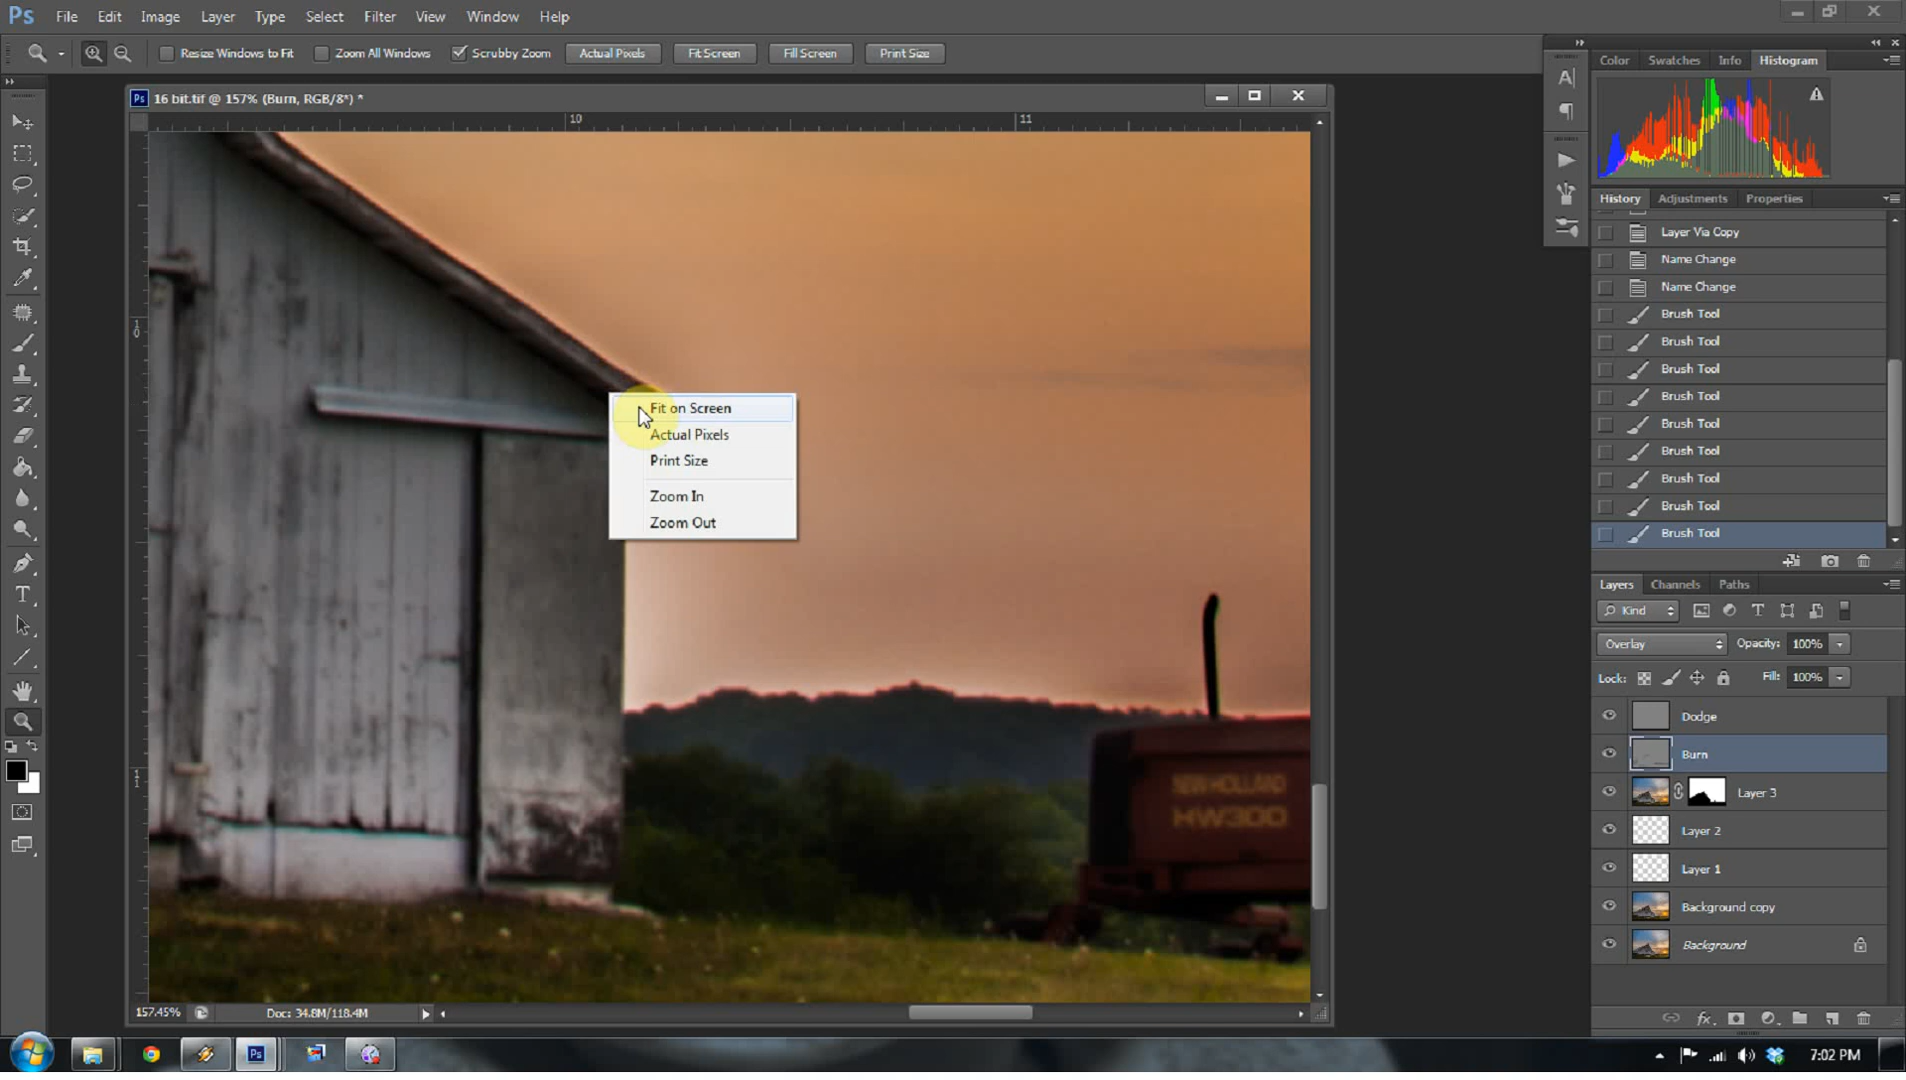 Ps File Edit Image Layer Type Select Filter View Window Help
Resize Windows to Fit Zoom All Windows Scrubby Zoom Actual Pixels Fit Screen Fill Screen Print Size
Color Swatches Info Histogram
Ps 16 bit.tif @ 157% (Burn, RGB/8*) *
10 11
History Adjustments Properties
Layer Via Copy
Name Change
Name Change
Brush Tool
Brush Tool
Brush Tool
Brush Tool
Brush Tool
Brush Tool
Brush Tool
Brush Tool
Brush Tool
Fit on Screen
Actual Pixels
Print Size
Zoom In
Zoom Out
NEW HOLLAND
HW300
Layers Channels Paths
Kind
Overlay Opacity: 100%
Lock: Fill: 100%
Dodge
Burn
Layer 3
Layer 2
Layer 1
Background copy
Background
157.45% Doc: 34.8M/118.4M
Ps 7:02 PM